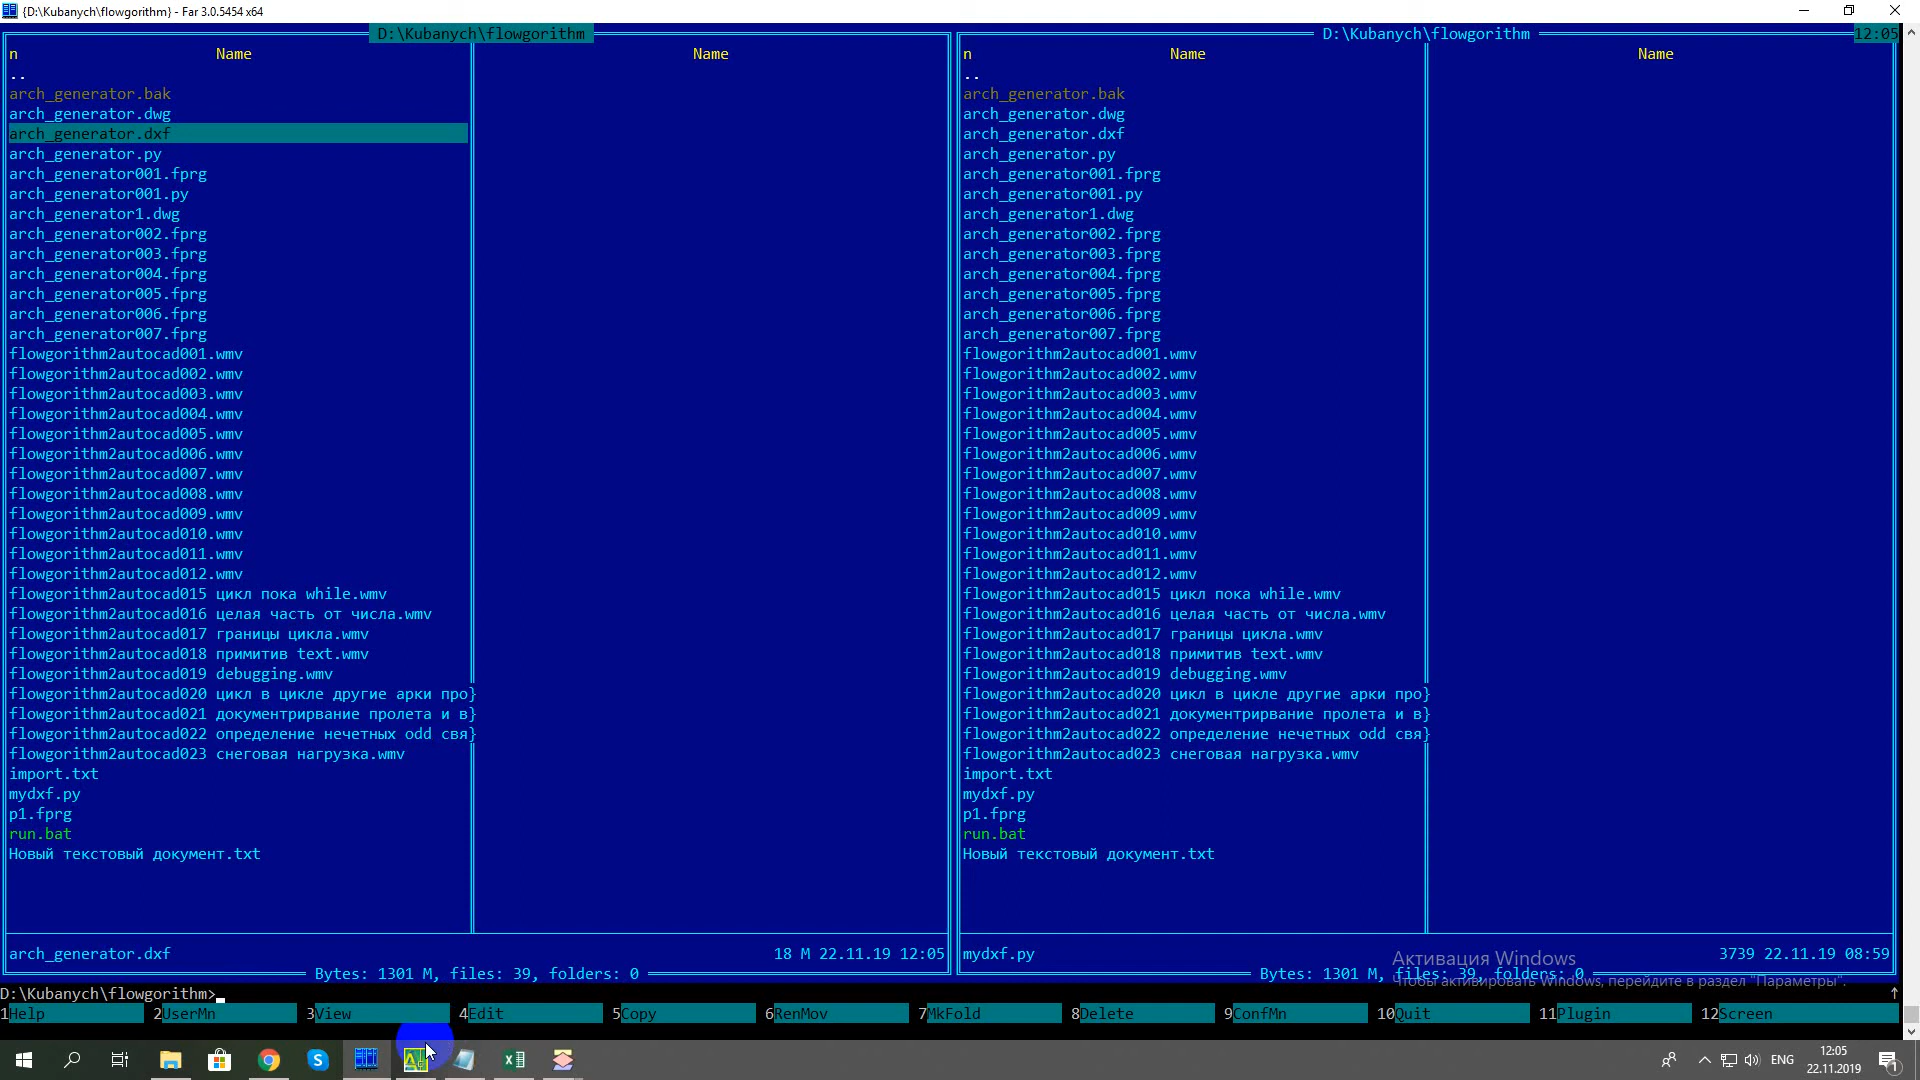 {D:\Kubanych\flowgorithm} - Far 3.0.5454 x64
D:\Kubanych\flowgorithm
n Name Name
..
arch_generator.bak
arch_generator.dwg
arch_generator.dxf
arch_generator.py
arch_generator001.fprg
arch_generator001.py
arch_generator1.dwg
arch_generator002.fprg
arch_generator003.fprg
arch_generator004.fprg
arch_generator005.fprg
arch_generator006.fprg
arch_generator007.fprg
flowgorithm2autocad001.wmv
flowgorithm2autocad002.wmv
flowgorithm2autocad003.wmv
flowgorithm2autocad004.wmv
flowgorithm2autocad005.wmv
flowgorithm2autocad006.wmv
flowgorithm2autocad007.wmv
flowgorithm2autocad008.wmv
flowgorithm2autocad009.wmv
flowgorithm2autocad010.wmv
flowgorithm2autocad011.wmv
flowgorithm2autocad012.wmv
flowgorithm2autocad015 цикл пока while.wmv
flowgorithm2autocad016 целая часть от числа.wmv
flowgorithm2autocad017 границы цикла.wmv
flowgorithm2autocad018 примитив text.wmv
flowgorithm2autocad019 debugging.wmv
flowgorithm2autocad020 цикл в цикле другие арки про}
flowgorithm2autocad021 документрирвание пролета и в}
flowgorithm2autocad022 определение нечетных odd свя}
flowgorithm2autocad023 снеговая нагрузка.wmv
import.txt
mydxf.py
p1.fprg
run.bat
Новый текстовый документ.txt
arch_generator.dxf 18 M 22.11.19 12:05
Bytes: 1301 M, files: 39, folders: 0
D:\Kubanych\flowgorithm 12:05
n Name Name
..
arch_generator.bak
arch_generator.dwg
arch_generator.dxf
arch_generator.py
arch_generator001.fprg
arch_generator001.py
arch_generator1.dwg
arch_generator002.fprg
arch_generator003.fprg
arch_generator004.fprg
arch_generator005.fprg
arch_generator006.fprg
arch_generator007.fprg
flowgorithm2autocad001.wmv
flowgorithm2autocad002.wmv
flowgorithm2autocad003.wmv
flowgorithm2autocad004.wmv
flowgorithm2autocad005.wmv
flowgorithm2autocad006.wmv
flowgorithm2autocad007.wmv
flowgorithm2autocad008.wmv
flowgorithm2autocad009.wmv
flowgorithm2autocad010.wmv
flowgorithm2autocad011.wmv
flowgorithm2autocad012.wmv
flowgorithm2autocad015 цикл пока while.wmv
flowgorithm2autocad016 целая часть от числа.wmv
flowgorithm2autocad017 границы цикла.wmv
flowgorithm2autocad018 примитив text.wmv
flowgorithm2autocad019 debugging.wmv
flowgorithm2autocad020 цикл в цикле другие арки про}
flowgorithm2autocad021 документрирвание пролета и в}
flowgorithm2autocad022 определение нечетных odd свя}
flowgorithm2autocad023 снеговая нагрузка.wmv
import.txt
mydxf.py
p1.fprg
run.bat
Новый текстовый документ.txt
mydxf.py 3739 22.11.19 08:59
Bytes: 1301 M, files: 39, folders: 0
Активация Windows
Чтобы активировать Windows, перейдите в раздел "Параметры".
D:\Kubanych\flowgorithm>
1Help 2UserMn 3View 4Edit 5Copy 6RenMov 7MkFold 8Delete 9ConfMn 10Quit 11Plugin 12Screen
ENG
12:05
22.11.2019
1